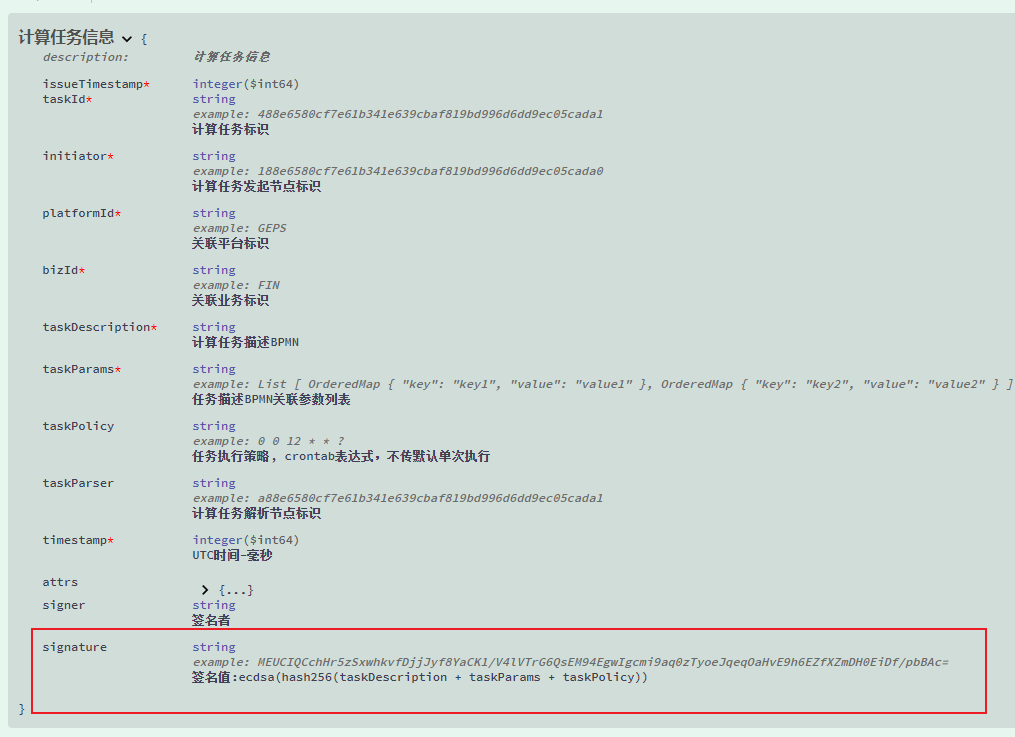 计算任务信息 {
description: 计算任务信息
issueTimestamp* integer($int64)
taskId* string
example: 488e6580cf7e61b341e639cbaf819bd996d6dd9ec05cada1
计算任务标识
initiator* string
example: 188e6580cf7e61b341e639cbaf819bd996d6dd9ec05cada0
计算任务发起节点标识
platformId* string
example: GEPS
关联平台标识
bizId* string
example: FIN
关联业务标识
taskDescription* string
计算任务描述BPMN
taskParams* string
example: List [ OrderedMap { "key": "key1", "value": "value1" }, OrderedMap { "key": "key2", "value": "value2" } ]
任务描述BPMN关联参数列表
taskPolicy string
example: 0 0 12 * * ?
任务执行策略, crontab表达式，不传默认单次执行
taskParser string
example: a88e6580cf7e61b341e639cbaf819bd996d6dd9ec05cada1
计算任务解析节点标识
timestamp* integer($int64)
UTC时间-毫秒
attrs {...}
signer string
签名者
signature string
example: MEUCIQCchHr5zSxwhkvfDjjJyf8YaCK1/V4lVTrG6QsEM94EgwIgcmi9aq0zTyoeJqeqOaHvE9h6EZfXZmDH0EiDf/pbBAc=
签名值:ecdsa(hash256(taskDescription + taskParams + taskPolicy))
}